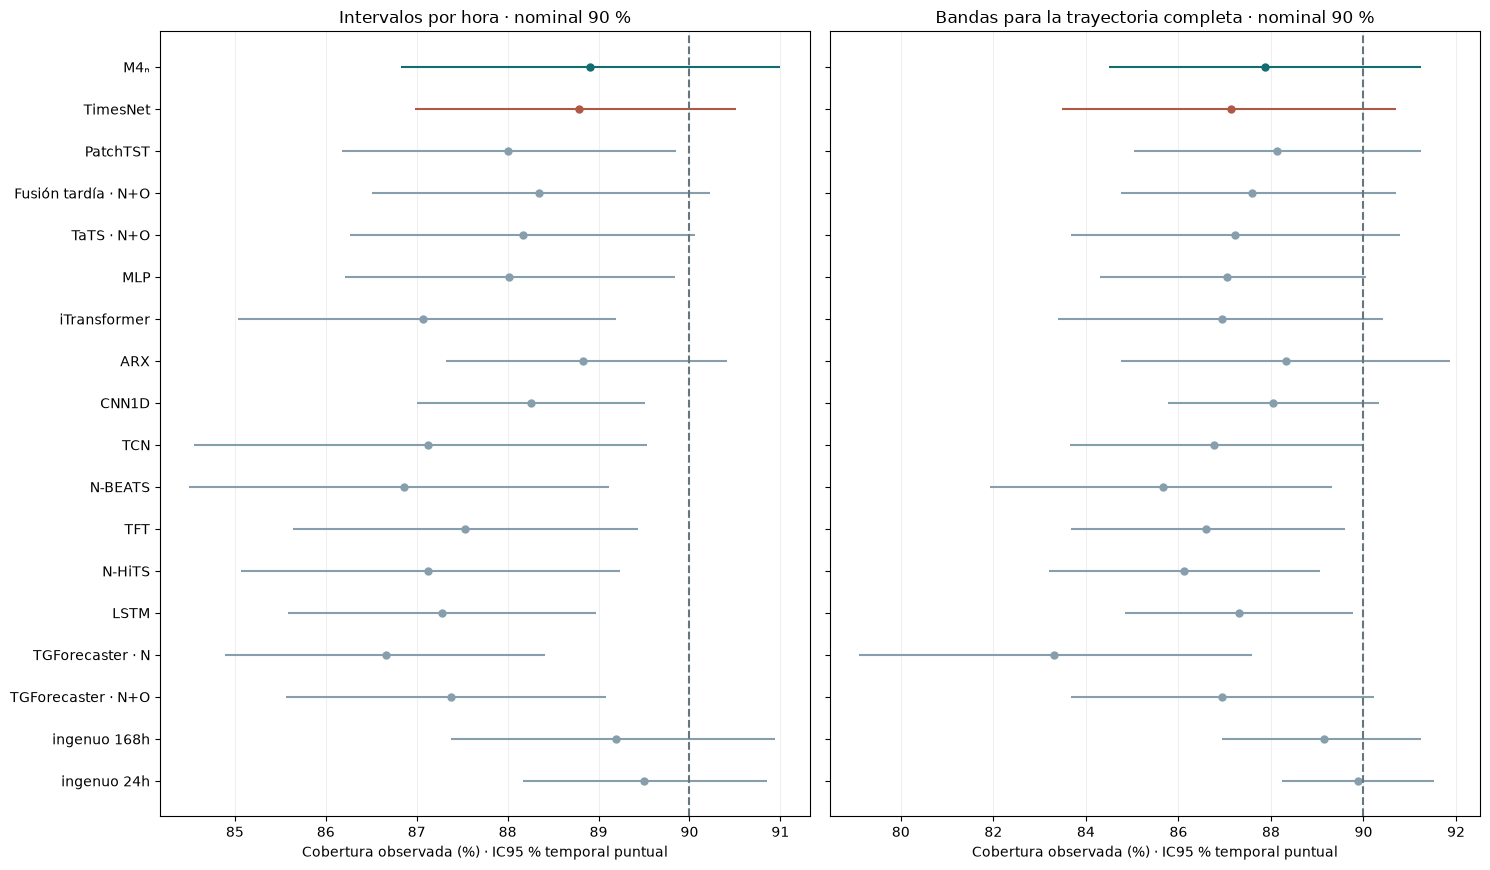 Intervalos por hora · nominal 90 %
Bandas para la trayectoria completa · nominal 90 %
M4ₙ
TimesNet
PatchTST
Fusión tardía · N+O
TaTS · N+O
MLP
iTransformer
ARX
CNN1D
TCN
N-BEATS
TFT
N-HiTS
LSTM
TGForecaster · N
TGForecaster · N+O
ingenuo 168h
ingenuo 24h
85 86 87 88 89 90 91
80 82 84 86 88 90 92
Cobertura observada (%) · IC95 % temporal puntual
Cobertura observada (%) · IC95 % temporal puntual